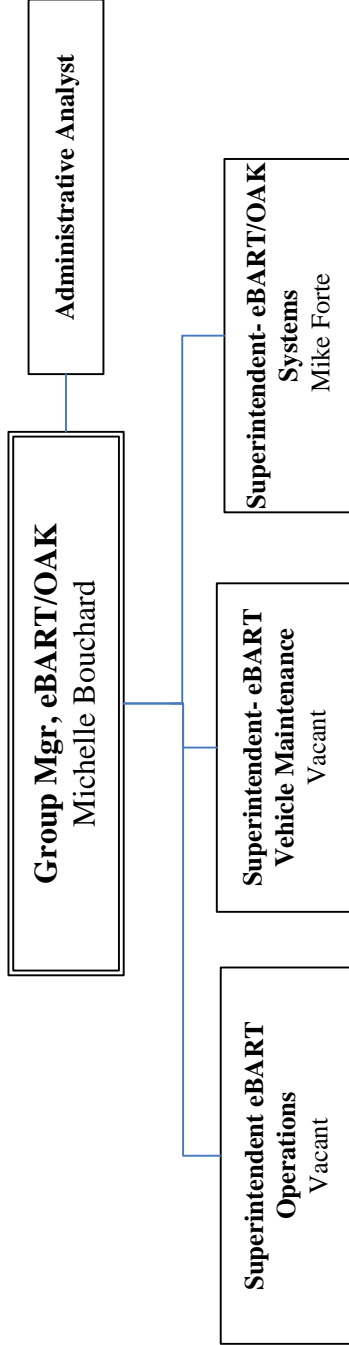 Group Mgr, eBART/OAK
Michelle Bouchard
Administrative Analyst
Superintendent eBART
Operations
Vacant
Superintendent- eBART
Vehicle Maintenance
Vacant
Superintendent- eBART/OAK
Systems
Mike Forte